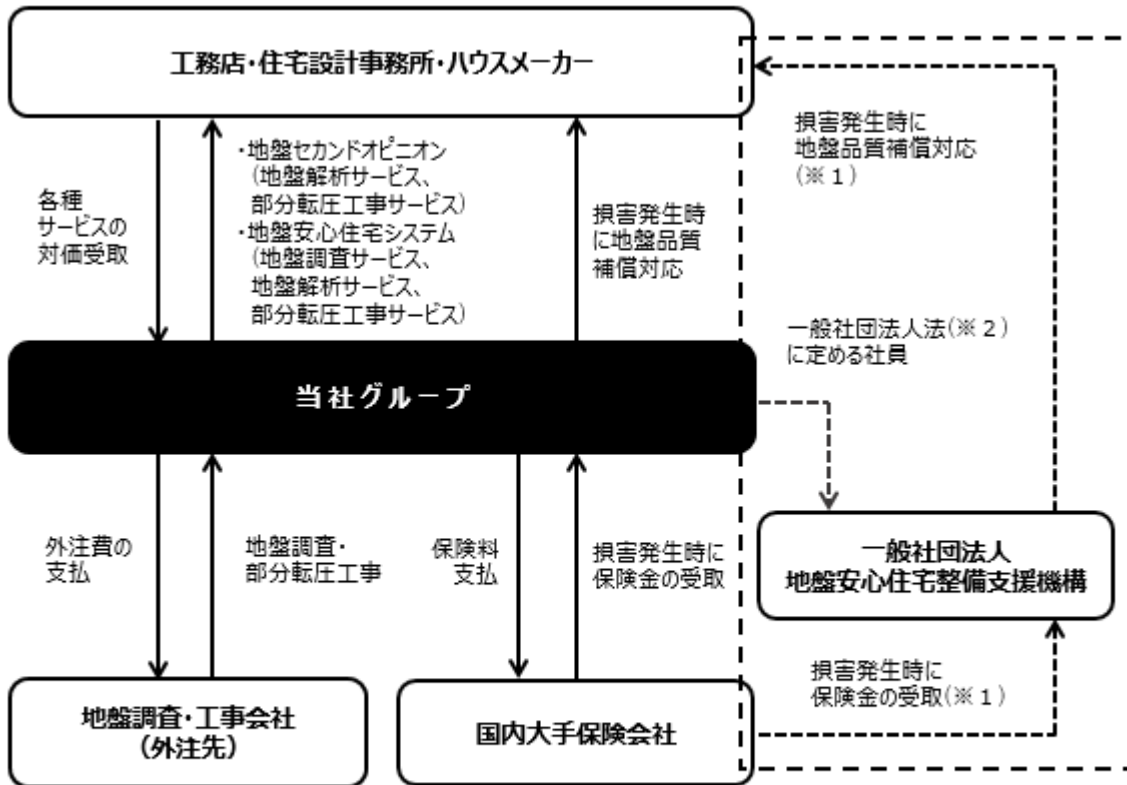 工務店・住宅設計事務所・ハウスメーカー
各種
サービスの
対価受取
・地盤セカンドオピニオン
(地盤解析サービス、
部分転圧工事サービス)
・地盤安心住宅システム
(地盤調査サービス、
地盤解析サービス、
部分転圧工事サービス)
損害発生時
に地盤品質
補償対応
損害発生時に
地盤品質補償対応
(※1)
一般社団法人法(※2)
に定める社員
当社グループ
外注費の
支払
地盤調査・
部分転圧工事
保険料
支払
損害発生時に
保険金の受取
一般社団法人
地盤安心住宅整備支援機構
損害発生時に
保険金の受取(※1)
地盤調査・工事会社
(外注先)
国内大手保険会社